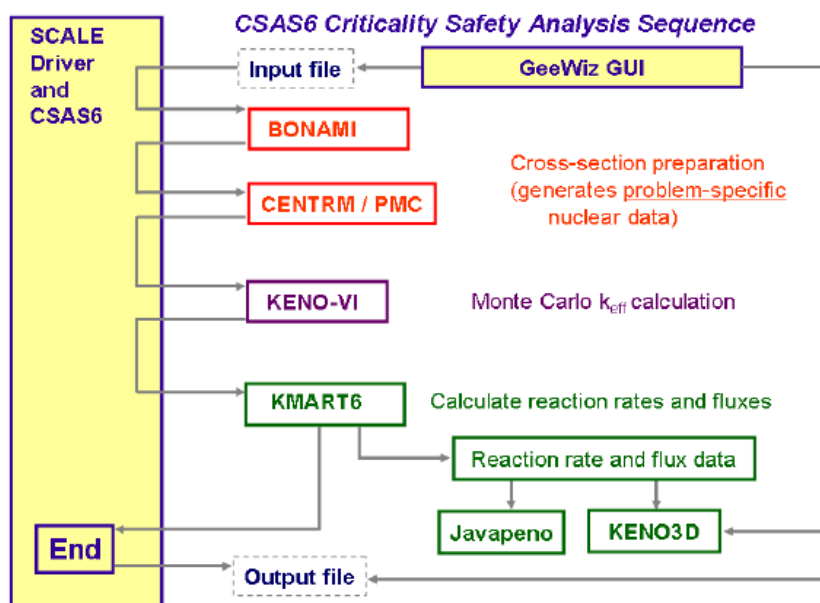 CSAS6 Criticality Safety Analysis Sequence
SCALE
Driver
and
CSAS6
Input file
GeeWiz GUI
BONAMI
Cross-section preparation
(generates problem-specific
nuclear data)
CENTRM / PMC
KENO-VI
Monte Carlo keff calculation
KMART6
Calculate reaction rates and fluxes
Reaction rate and flux data
Javapeno
KENO3D
End
Output file